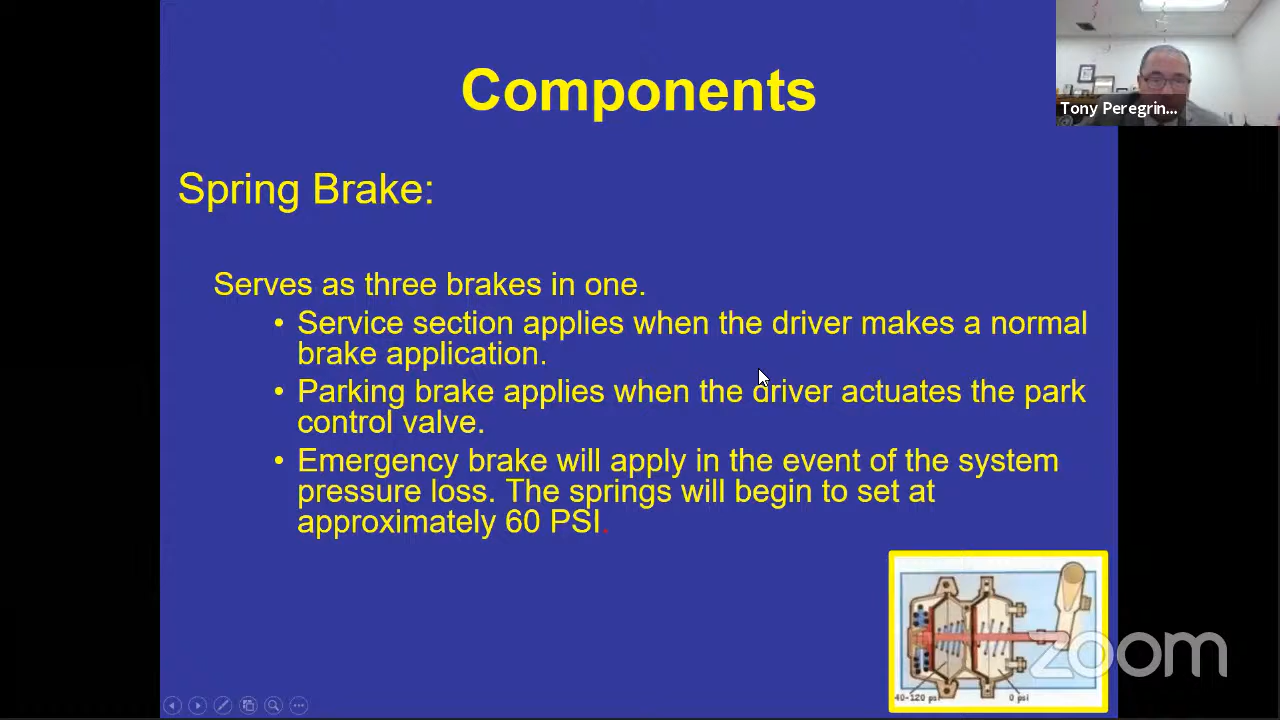 Components
Tony Peregrin...
Spring Brake:
Serves as three brakes in one.
• Service section applies when the driver makes a normal
brake application.
• Parking brake applies when the driver actuates the park
control valve.
• Emergency brake will apply in the event of the system
pressure loss. The springs will begin to set at
approximately 60 PSI.
zoom
40-120 psi
0 psi